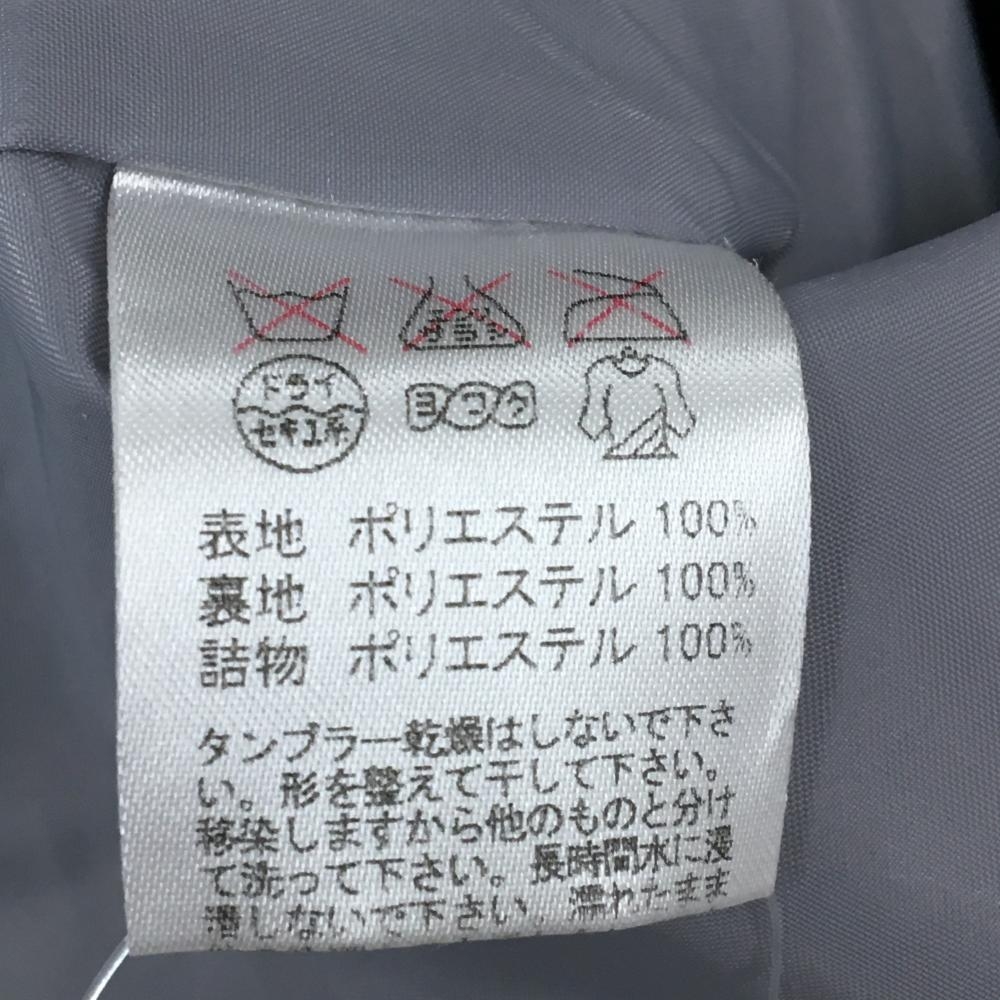 ドライ
セキユ系
ヨワク
表地 ポリエステル 100%
裏地 ポリエステル 100%
詰物 ポリエステル 100%
タンブラー乾燥はしないで下さ
い。形を整えて干して下さい。
移染しますから他のものと分け
て洗って下さい。長時間水に浸
漬しないで下さい。濡れたまま